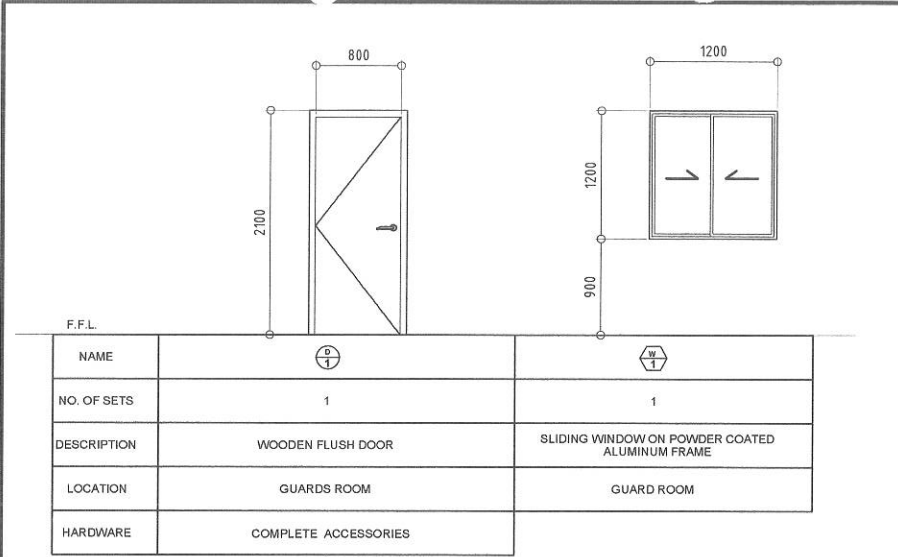 800
1200
2100
1200
900
F.F.L.
NAME
D
1
W
1
NO. OF SETS
1
1
DESCRIPTION
WOODEN FLUSH DOOR
SLIDING WINDOW ON POWDER COATED
ALUMINUM FRAME
LOCATION
GUARDS ROOM
GUARD ROOM
HARDWARE
COMPLETE ACCESSORIES